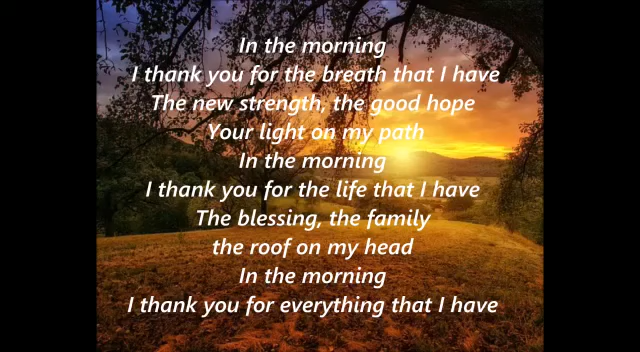 In the morning
I thank you for the breath that I have
The new strength, the good hope
Your light on my path
In the morning
I thank you for the life that I have
The blessing, the family
the roof on my head
In the morning
I thank you for everything that I have